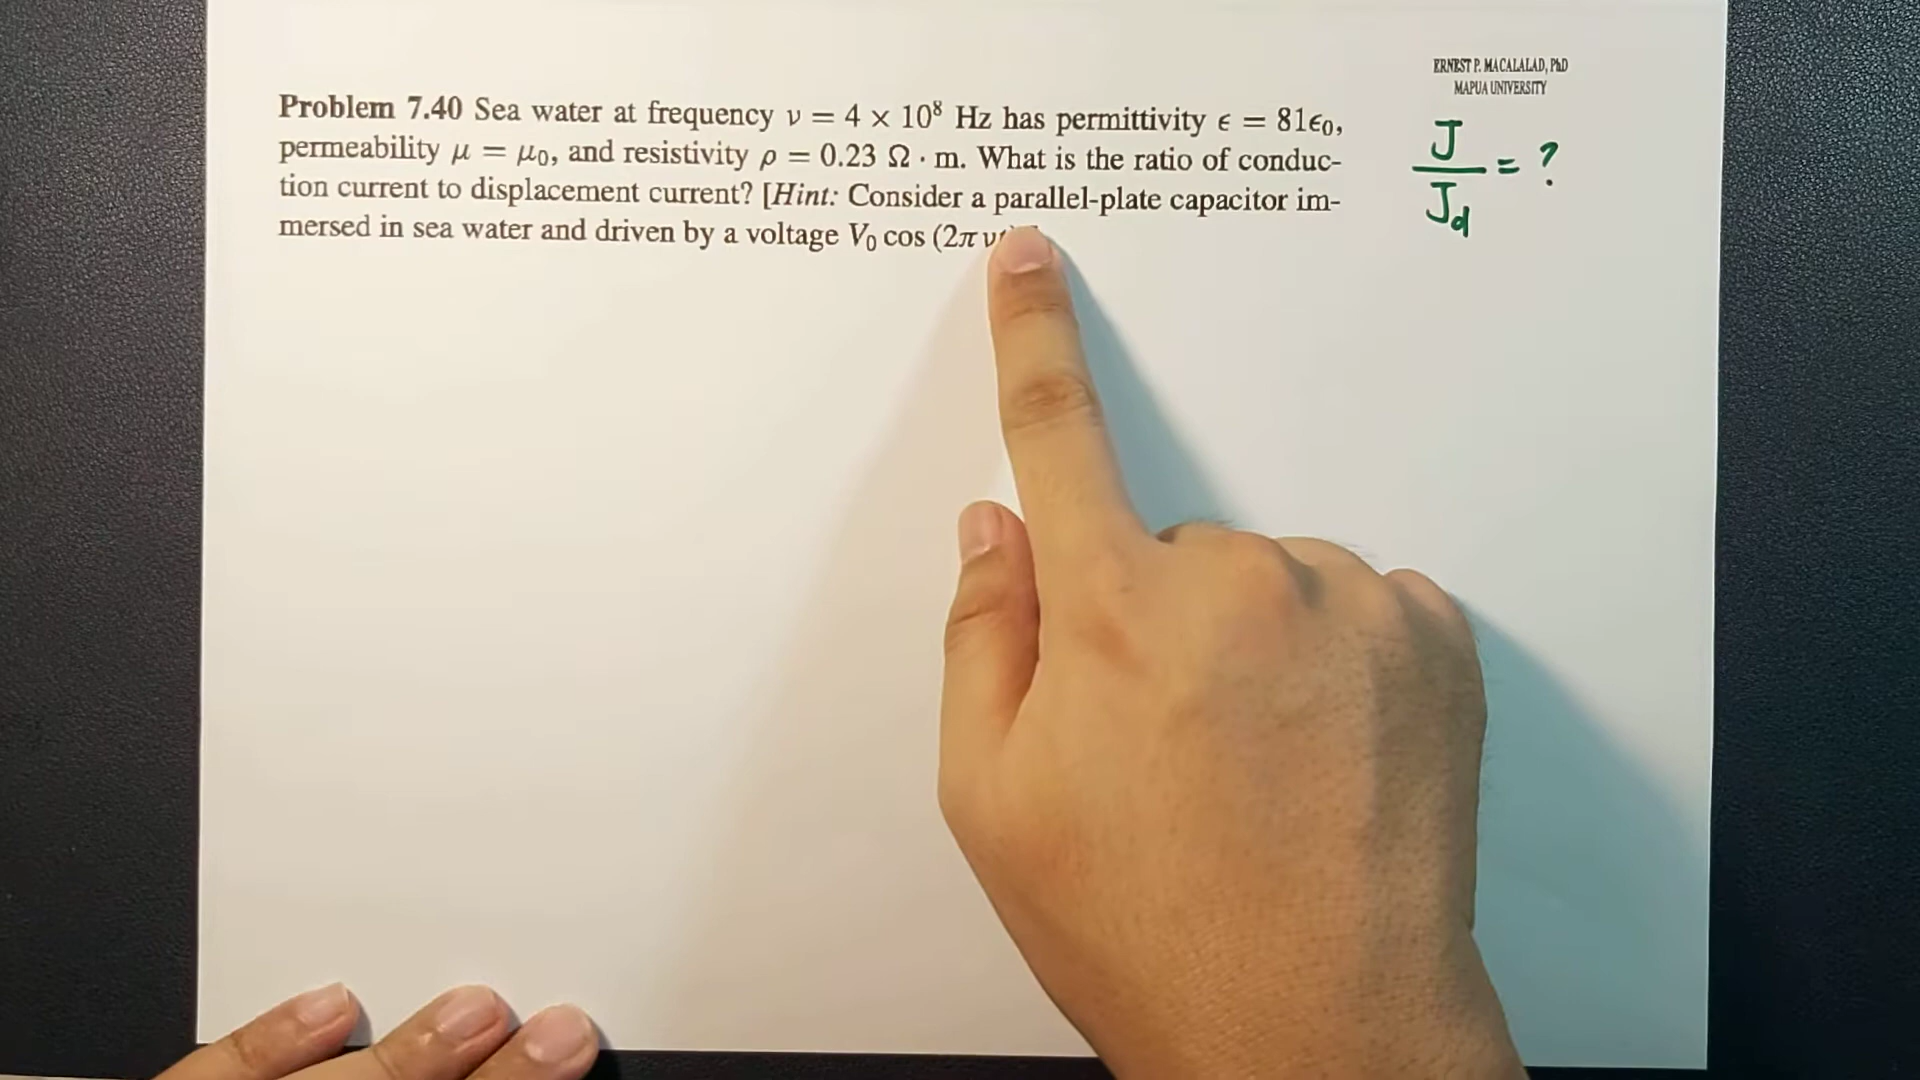 ERNEST P. MACALALAD, PhD
MAPUA UNIVERSITY
Problem 7.40 Sea water at frequency ν = 4 × 10⁸ Hz has permittivity ϵ = 81ϵ₀,
permeability μ = μ₀, and resistivity ρ = 0.23 Ω · m. What is the ratio of conduc-
tion current to displacement current? [Hint: Consider a parallel-plate capacitor im-
mersed in sea water and driven by a voltage V₀ cos (2π ν
J/J_d = ?